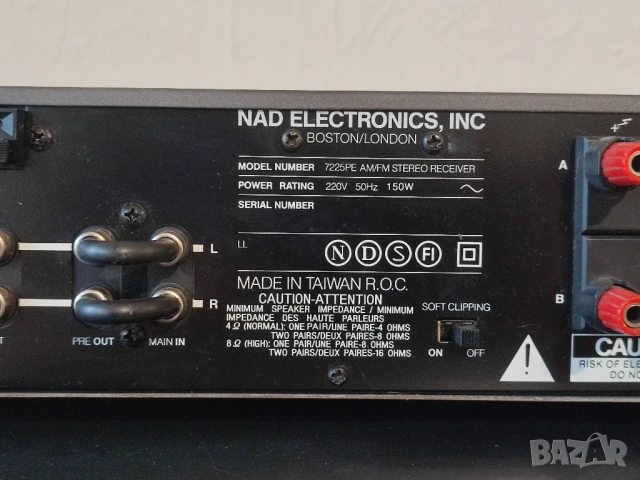 NAD ELECTRONICS, INC
BOSTON/LONDON
MODEL NUMBER 7225PE AM/FM STEREO RECEIVER
POWER RATING 220V 50Hz 150W
SERIAL NUMBER
LL
N D S FI
MADE IN TAIWAN R.O.C.
CAUTION-ATTENTION
MINIMUM SPEAKER IMPEDANCE / MINIMUM
IMPEDANCE DES HAUTE PARLEURS
4 Ω (NORMAL): ONE PAIR/UNE PAIRE-4 OHMS
TWO PAIRS/DEUX PAIRES-8 OHMS
8 Ω (HIGH): ONE PAIR/UNE PAIRE-8 OHMS
TWO PAIRS/DEUX PAIRES-16 OHMS
L
R
PRE OUT MAIN IN
SOFT CLIPPING
ON OFF
A
B
CAU
RISK OF ELE
DO NO
BAZAR